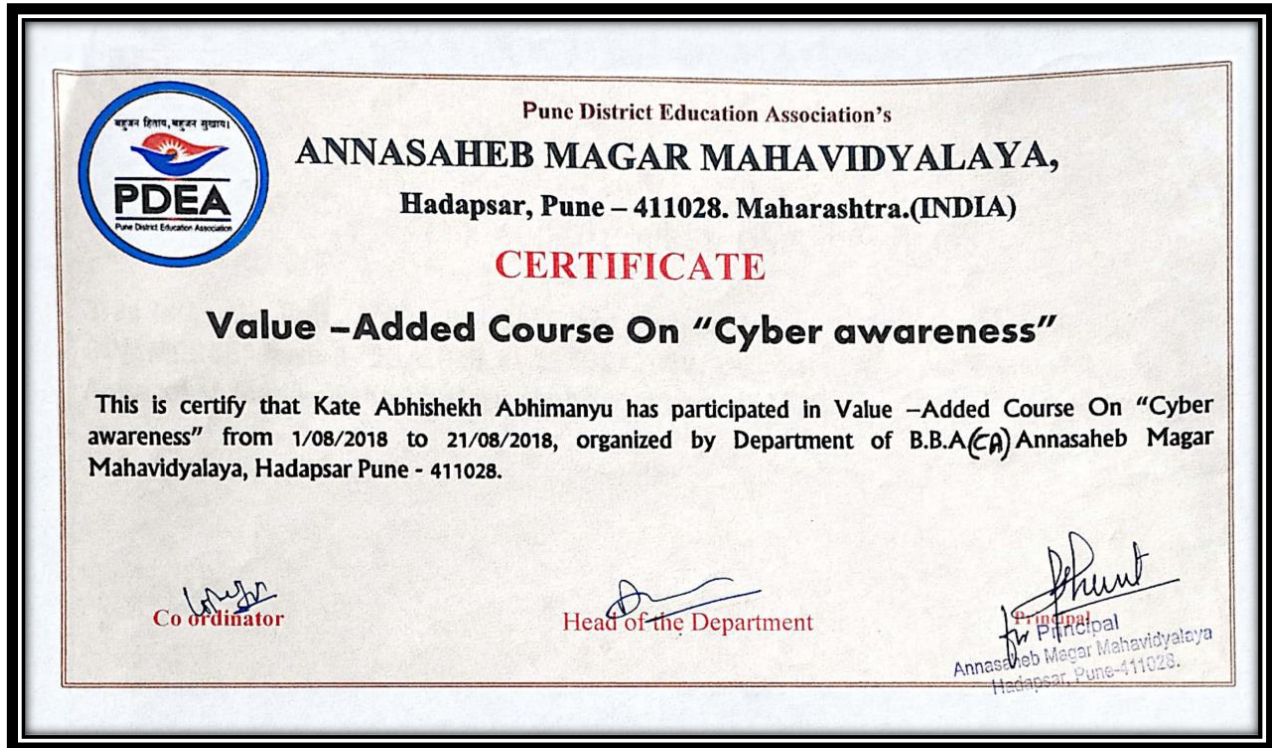 बहुजन हिताय, बहुजन सुखाय।
PDEA
Pune District Education Association
Pune District Education Association's
ANNASAHEB MAGAR MAHAVIDYALAYA,
Hadapsar, Pune – 411028. Maharashtra.(INDIA)
CERTIFICATE
Value –Added Course On “Cyber awareness”
This is certify that Kate Abhishekh Abhimanyu has participated in Value –Added Course On “Cyber
awareness” from 1/08/2018 to 21/08/2018, organized by Department of B.B.A(CA) Annasaheb Magar
Mahavidyalaya, Hadapsar Pune - 411028.
Co ordinator
Head of the Department
Principal
for Principal
Annasaheb Magar Mahavidyalaya
Hadapsar, Pune-411028.